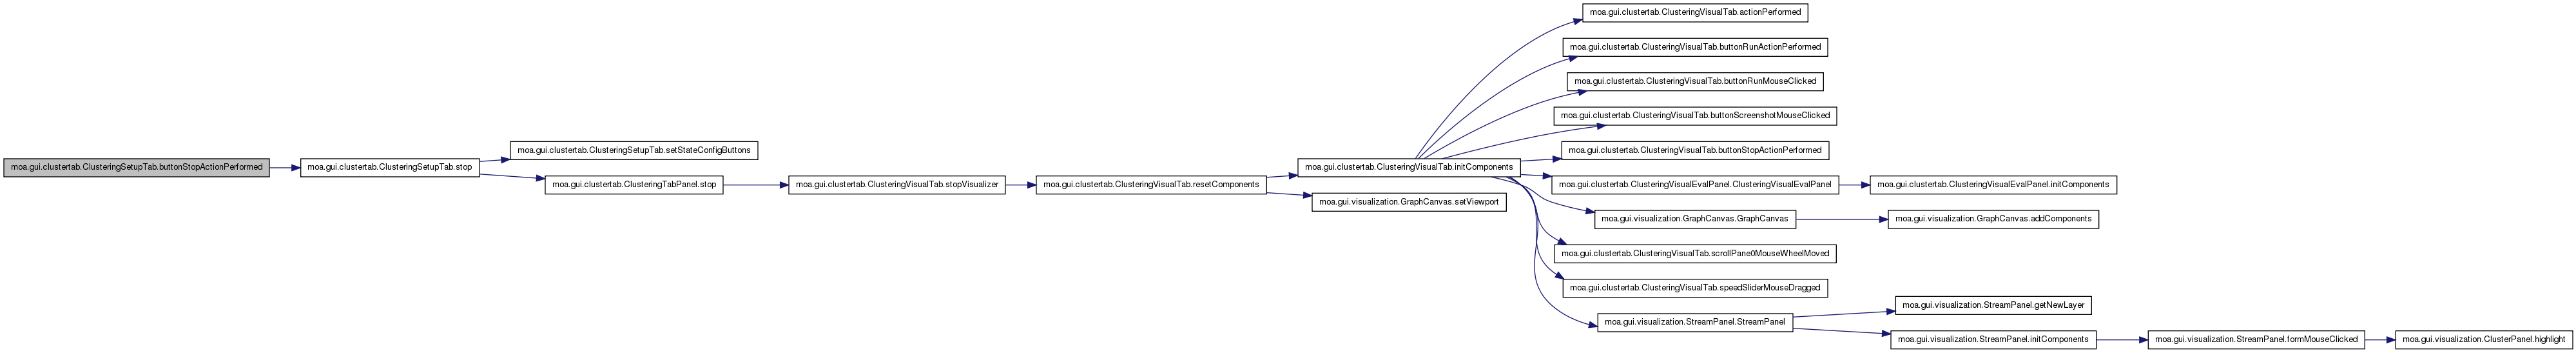 moa.gui.clustertab.ClusteringSetupTab.buttonStopActionPerformed
moa.gui.clustertab.ClusteringSetupTab.stop
moa.gui.clustertab.ClusteringSetupTab.setStateConfigButtons
moa.gui.clustertab.ClusteringTabPanel.stop
moa.gui.clustertab.ClusteringVisualTab.stopVisualizer
moa.gui.clustertab.ClusteringVisualTab.resetComponents
moa.gui.clustertab.ClusteringVisualTab.initComponents
moa.gui.visualization.GraphCanvas.setViewport
moa.gui.clustertab.ClusteringVisualTab.actionPerformed
moa.gui.clustertab.ClusteringVisualTab.buttonRunActionPerformed
moa.gui.clustertab.ClusteringVisualTab.buttonRunMouseClicked
moa.gui.clustertab.ClusteringVisualTab.buttonScreenshotMouseClicked
moa.gui.clustertab.ClusteringVisualTab.buttonStopActionPerformed
moa.gui.clustertab.ClusteringVisualEvalPanel.ClusteringVisualEvalPanel
moa.gui.clustertab.ClusteringVisualEvalPanel.initComponents
moa.gui.visualization.GraphCanvas.GraphCanvas
moa.gui.visualization.GraphCanvas.addComponents
moa.gui.clustertab.ClusteringVisualTab.scrollPane0MouseWheelMoved
moa.gui.clustertab.ClusteringVisualTab.speedSliderMouseDragged
moa.gui.visualization.StreamPanel.StreamPanel
moa.gui.visualization.StreamPanel.getNewLayer
moa.gui.visualization.StreamPanel.initComponents
moa.gui.visualization.StreamPanel.formMouseClicked
moa.gui.visualization.ClusterPanel.highlight